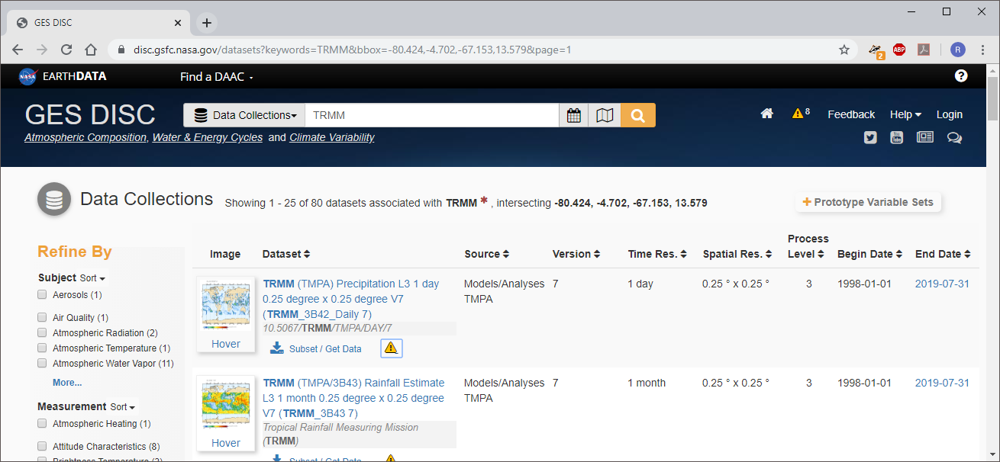 GES DISC
disc.gsfc.nasa.gov/datasets?keywords=TRMM&bbox=-80.424,-4.702,-67.153,13.579&page=1
2
ABP
R
NASA
EARTHDATA
Find a DAAC
?
GES DISC
Data Collections
TRMM
8
Feedback
Help
Login
Atmospheric Composition, Water & Energy Cycles and Climate Variability
You
Tube
Data Collections
Showing 1 - 25 of 80 datasets associated with TRMM * , intersecting -80.424, -4.702, -67.153, 13.579
+ Prototype Variable Sets
Refine By
Subject Sort
Aerosols (1)
Air Quality (1)
Atmospheric Radiation (2)
Atmospheric Temperature (1)
Atmospheric Water Vapor (11)
More...
Measurement Sort
Atmospheric Heating (1)
Attitude Characteristics (8)
Brightness Temperature (2)
Image
Dataset
Source
Version
Time Res.
Spatial Res.
Process
Level
Begin Date
End Date
Hover
TRMM (TMPA) Precipitation L3 1 day
0.25 degree x 0.25 degree V7
(TRMM_3B42_Daily 7)
10.5067/TRMM/TMPA/DAY/7
Subset / Get Data
Models/Analyses
TMPA
7
1 day
0.25 ° x 0.25 °
3
1998-01-01
2019-07-31
Hover
TRMM (TMPA/3B43) Rainfall Estimate
L3 1 month 0.25 degree x 0.25 degree
V7 (TRMM_3B43 7)
Tropical Rainfall Measuring Mission
(TRMM)
Subset / Get Data
Models/Analyses
TMPA
7
1 month
0.25 ° x 0.25 °
3
1998-01-01
2019-07-31